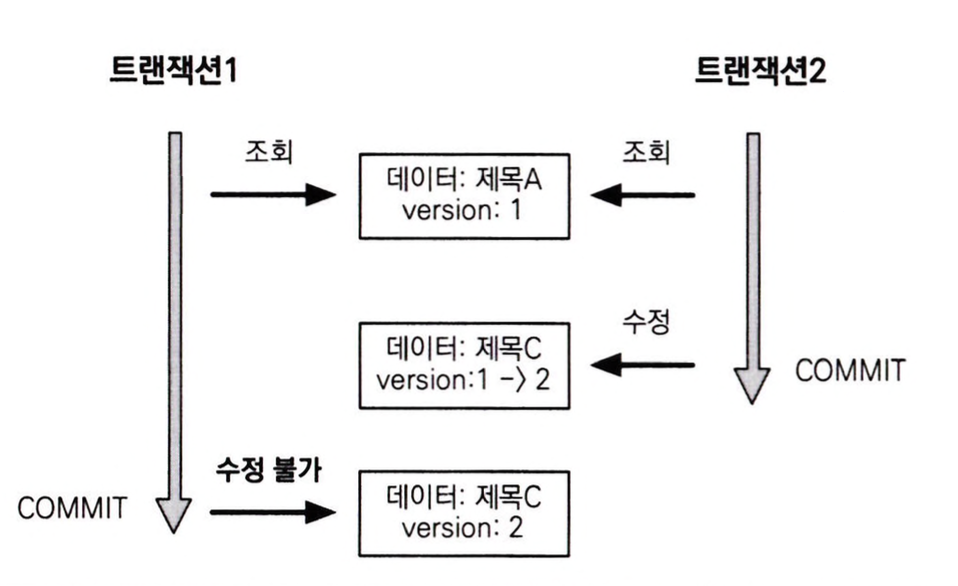 트랜잭션1
트랜잭션2
조회
조회
데이터: 제목A
version: 1
수정
데이터: 제목C
version:1 -> 2
COMMIT
수정 불가
COMMIT
데이터: 제목C
version: 2